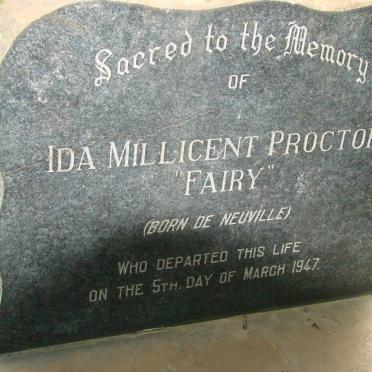 Sacred to the Memory
OF
IDA MILLICENT PROCTOR
"FAIRY"
(BORN DE NEUVILLE)
WHO DEPARTED THIS LIFE
ON THE 5TH. DAY OF MARCH 1947.